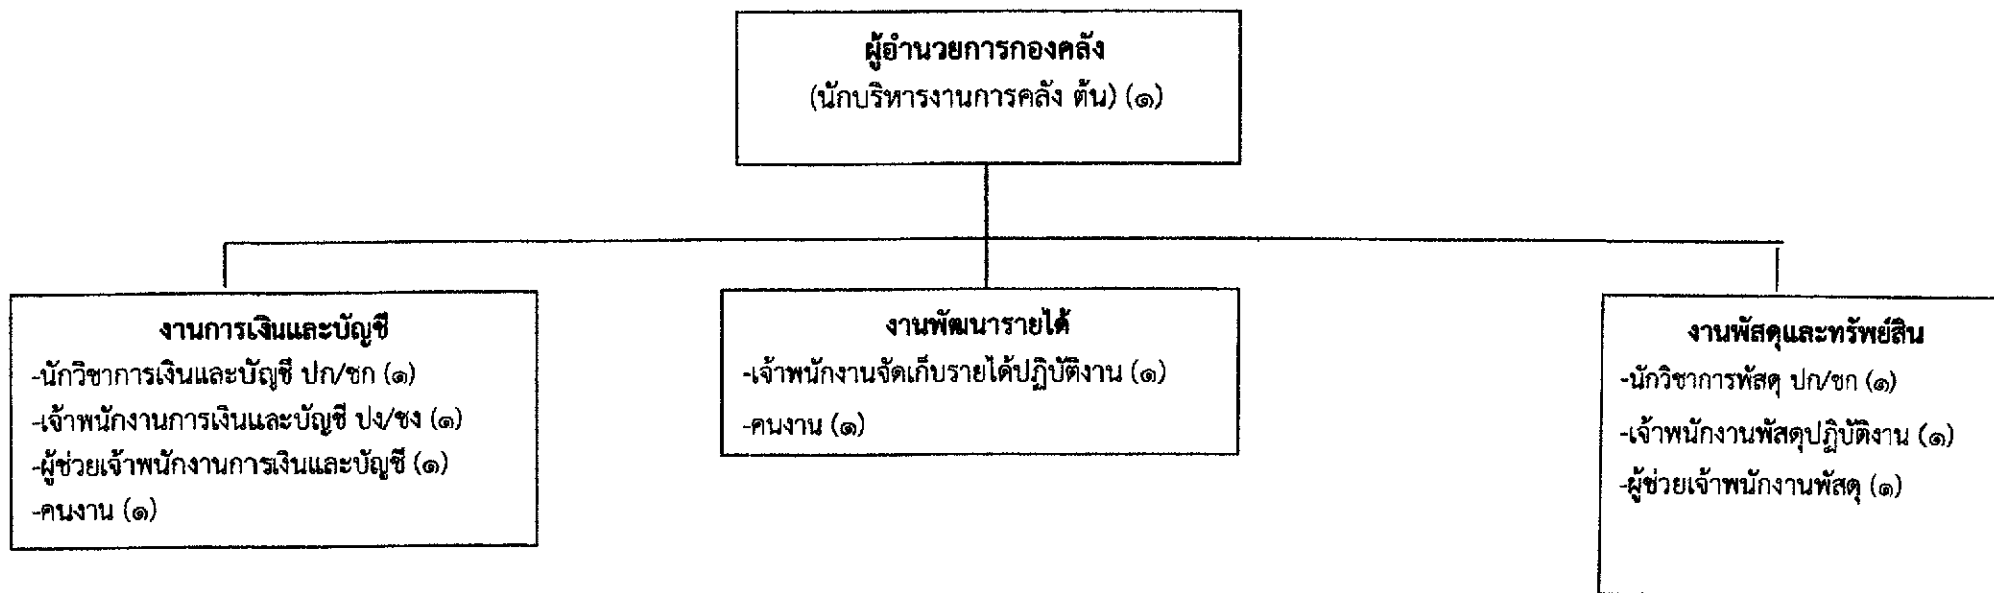 ผู้อำนวยการกองคลัง
(นักบริหารงานการคลัง ต้น) (๑)
งานการเงินและบัญชี
-นักวิชาการเงินและบัญชี ปก/ชก (๑)
-เจ้าพนักงานการเงินและบัญชี ปง/ชง (๑)
-ผู้ช่วยเจ้าพนักงานการเงินและบัญชี (๑)
-คนงาน (๑)
งานพัฒนารายได้
-เจ้าพนักงานจัดเก็บรายได้ปฏิบัติงาน (๑)
-คนงาน (๑)
งานพัสดุและทรัพย์สิน
-นักวิชาการพัสดุ ปก/ชก (๑)
-เจ้าพนักงานพัสดุปฏิบัติงาน (๑)
-ผู้ช่วยเจ้าพนักงานพัสดุ (๑)